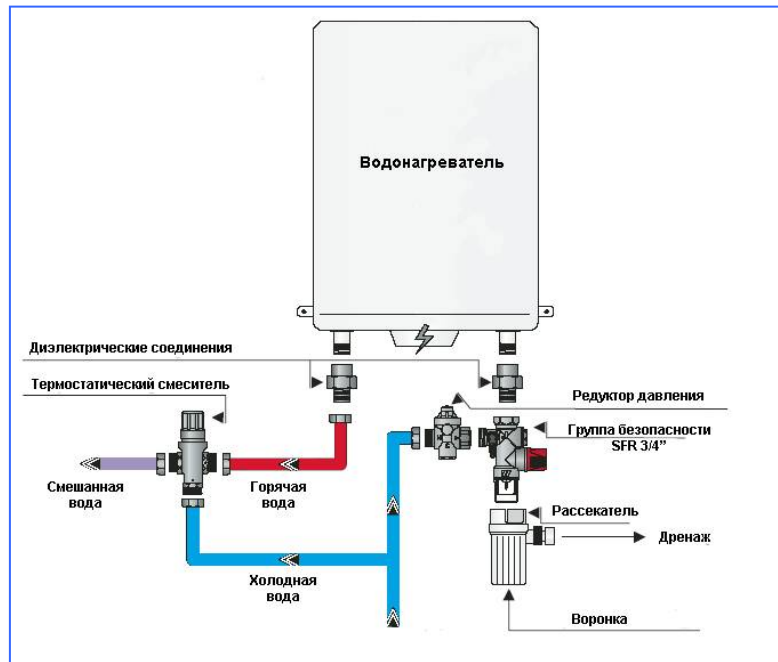 Водонагреватель
Диэлектрические соединения
Термостатический смеситель
Редуктор давления
Группа безопасности
SFR 3/4”
Смешанная
вода
Горячая
вода
Рассекатель
Дренаж
Холодная
вода
Воронка